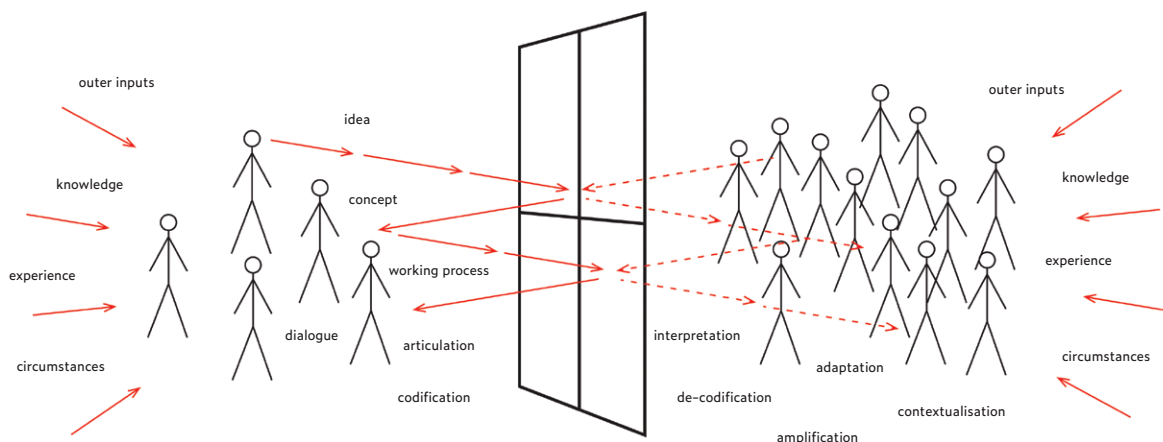 outer inputs
idea
knowledge
concept
experience
working process
dialogue
articulation
circumstances
codification
outer inputs
knowledge
experience
interpretation
circumstances
adaptation
de-codification
contextualisation
amplification